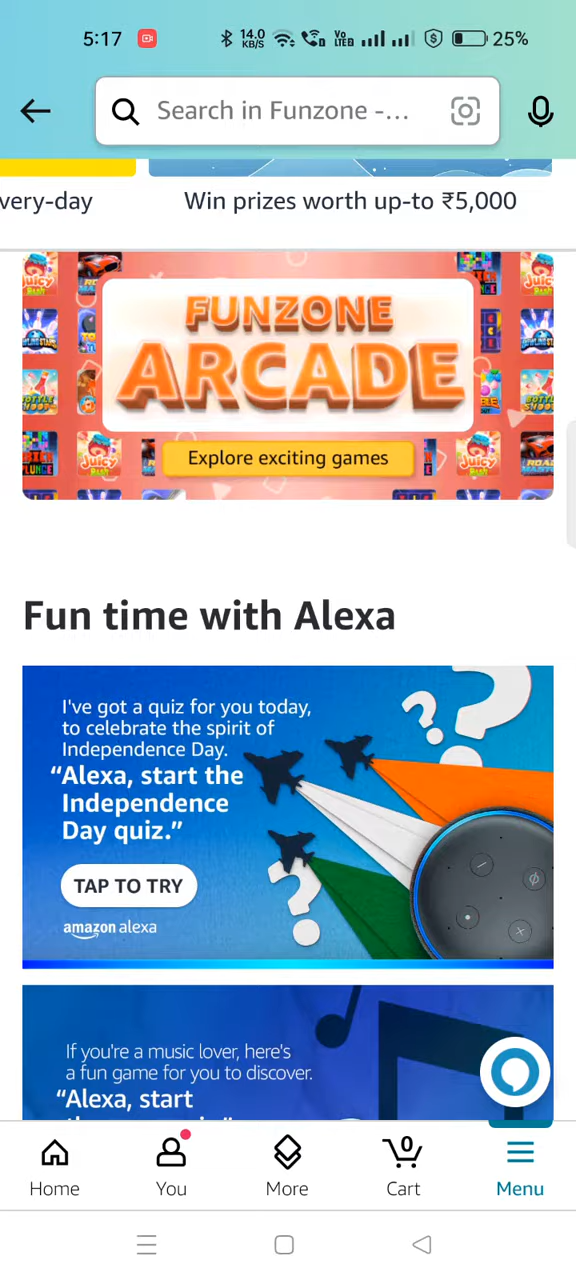 5:17 14.0 KB/S Vo LTE2 25%
Search in Funzone -...
very-day Win prizes worth up-to ₹5,000
FUNZONE
ARCADE
Explore exciting games
Fun time with Alexa
I've got a quiz for you today,
to celebrate the spirit of
Independence Day.
“Alexa, start the
Independence
Day quiz.”
TAP TO TRY
amazon alexa
If you're a music lover, here's
a fun game for you to discover.
“Alexa, start
0
Home You More Cart Menu